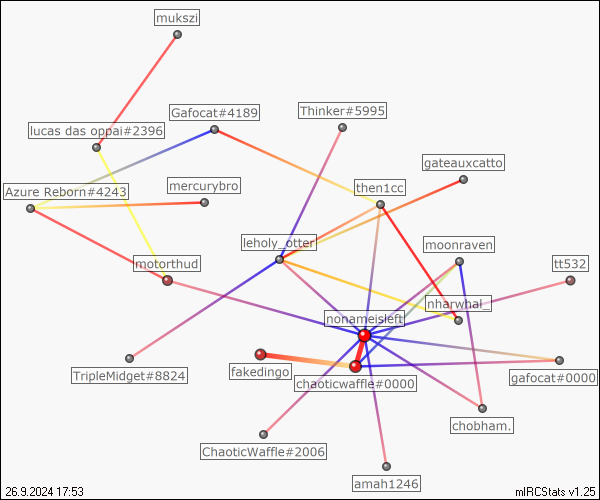 mukszi
Gafocat#4189
Thinker#5995
lucas das oppai#2396
gateauxcatto
Azure Reborn#4243
mercurybro
then1cc
leholy_otter
moonraven
motorthud
tt532
nharwhal_
nonameisleft
fakedingo
TripleMidget#8824
chaoticwaffle#0000
gafocat#0000
chobham.
ChaoticWaffle#2006
amah1246
26.9.2024 17:53
mIRCStats v1.25